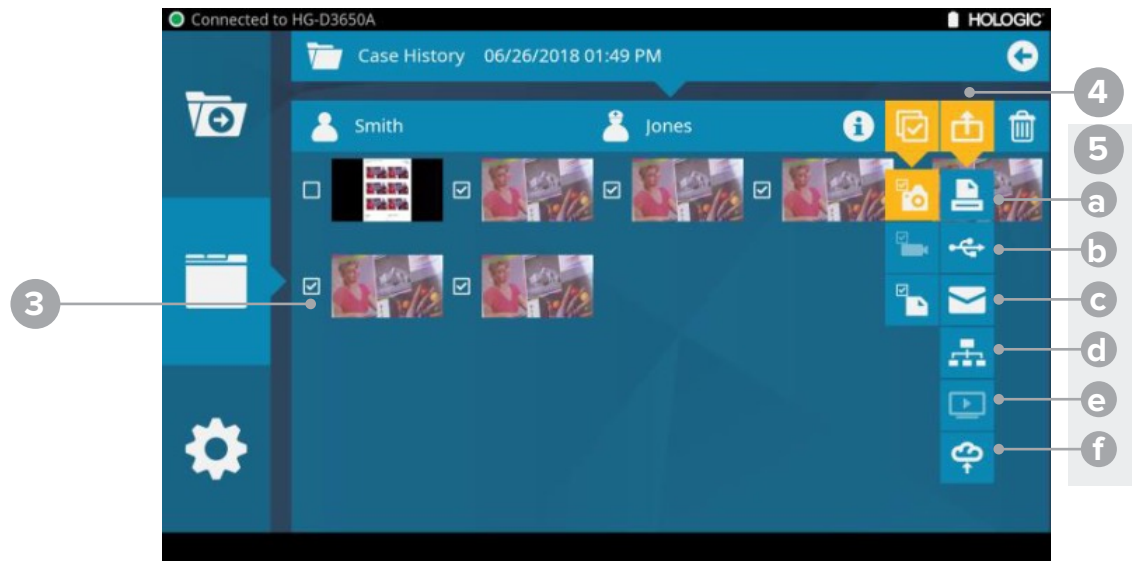 Connected to HG-D3650A
HOLOGIC
Case History 06/26/2018 01:49 PM
4
Smith
Jones
i
5
a
b
3
c
d
e
f